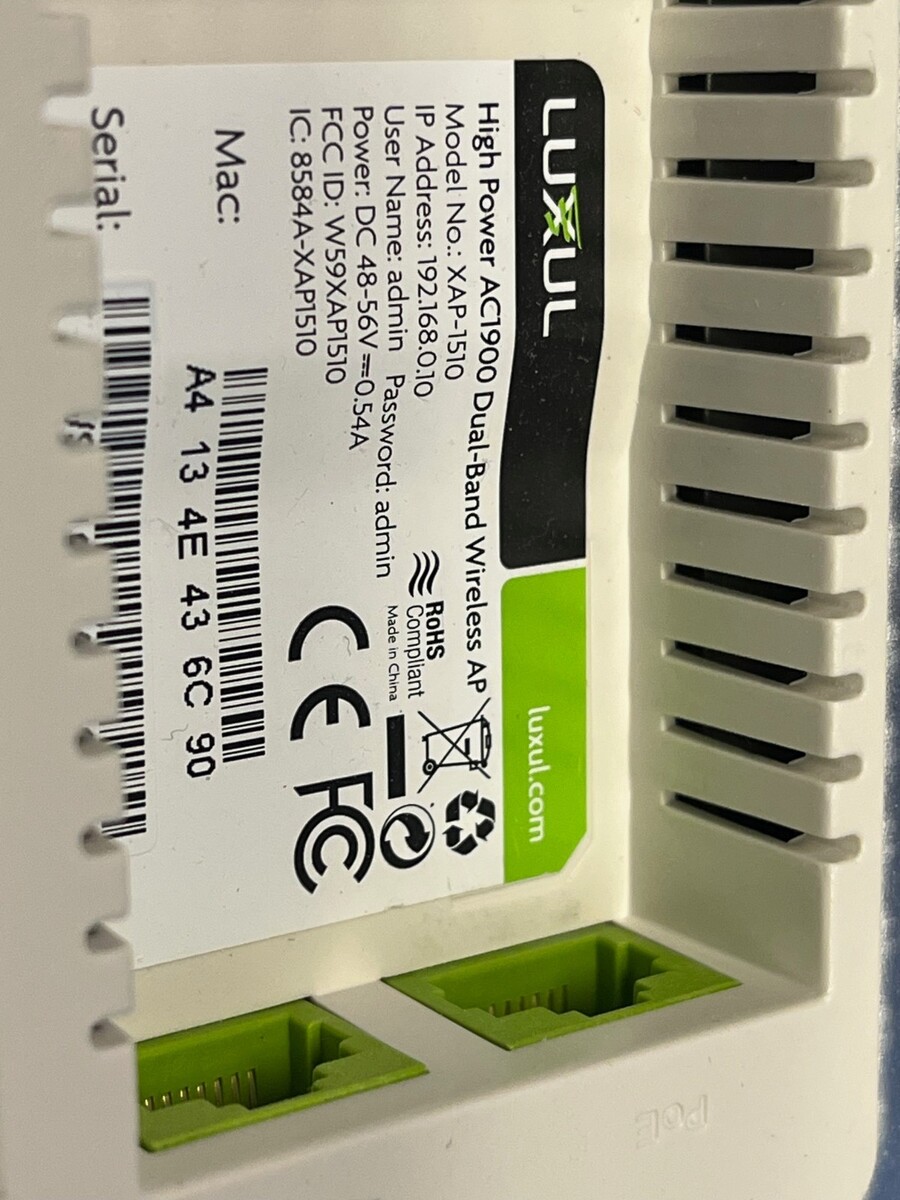 LUXUL
luxul.com
High Power AC1900 Dual-Band Wireless AP
Model No.: XAP-1510
IP Address: 192.168.0.10
User Name: admin Password: admin
Power: DC 48-56V⎓0.54A
FCC ID: W59XAP1510
IC: 8584A-XAP1510
RoHS
Compliant
Made in China
CE FC
Mac:
A4 13 4E 43 6C 90
Serial:
PoE